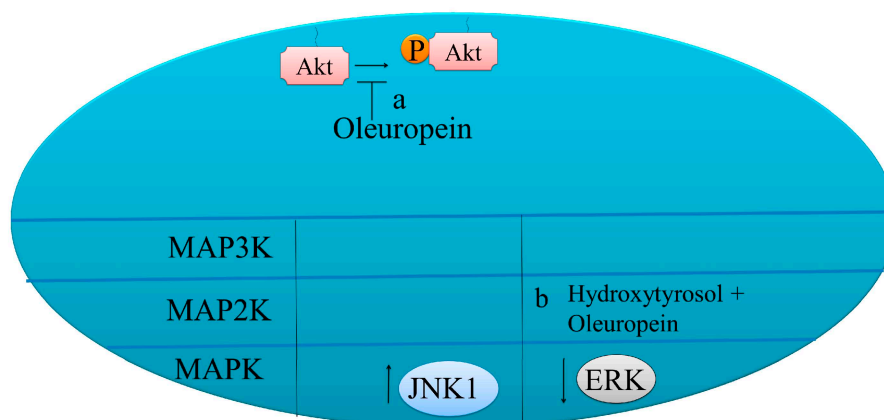 Akt
P
Akt
a
Oleuropein
MAP3K
MAP2K
b
Hydroxytyrosol +
Oleuropein
MAPK
JNK1
ERK